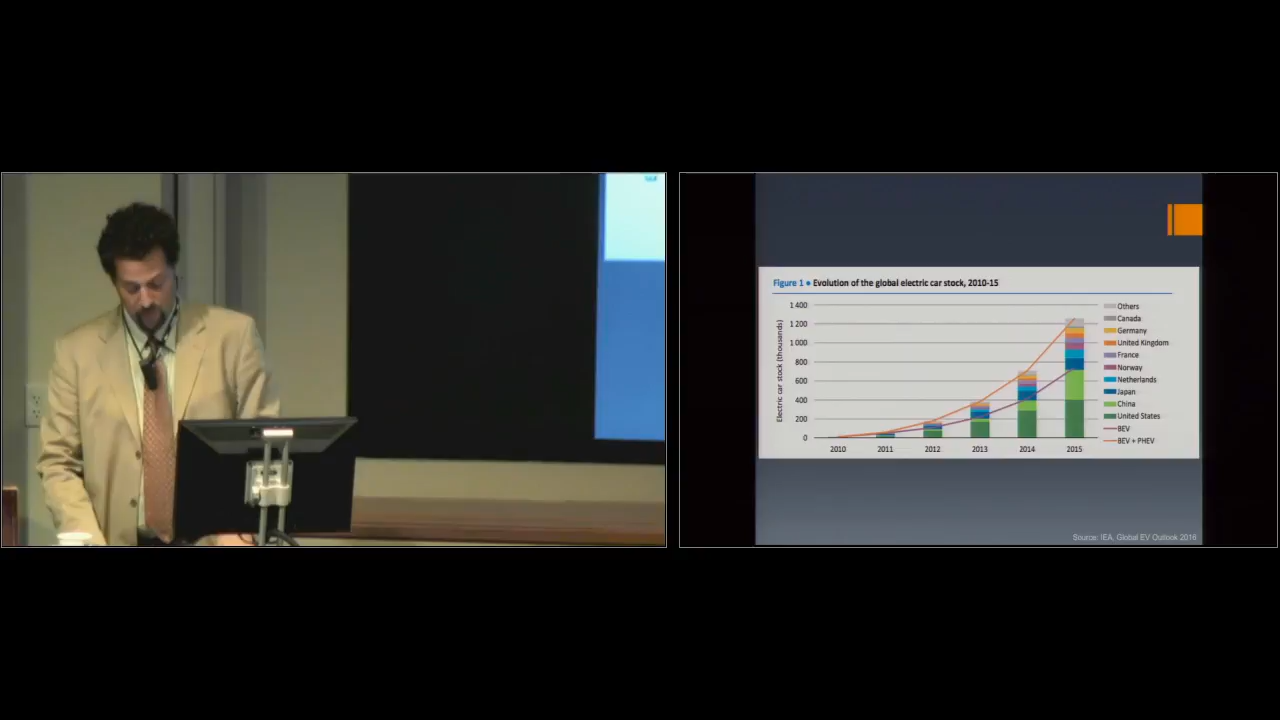 Figure 1 • Evolution of the global electric car stock, 2010-15
Electric car stock (thousands)
1 400
1 200
1 000
800
600
400
200
0
2010 2011 2012 2013 2014 2015
Others
Canada
Germany
United Kingdom
France
Norway
Netherlands
Japan
China
United States
BEV
BEV + PHEV
Source: IEA, Global EV Outlook 2016